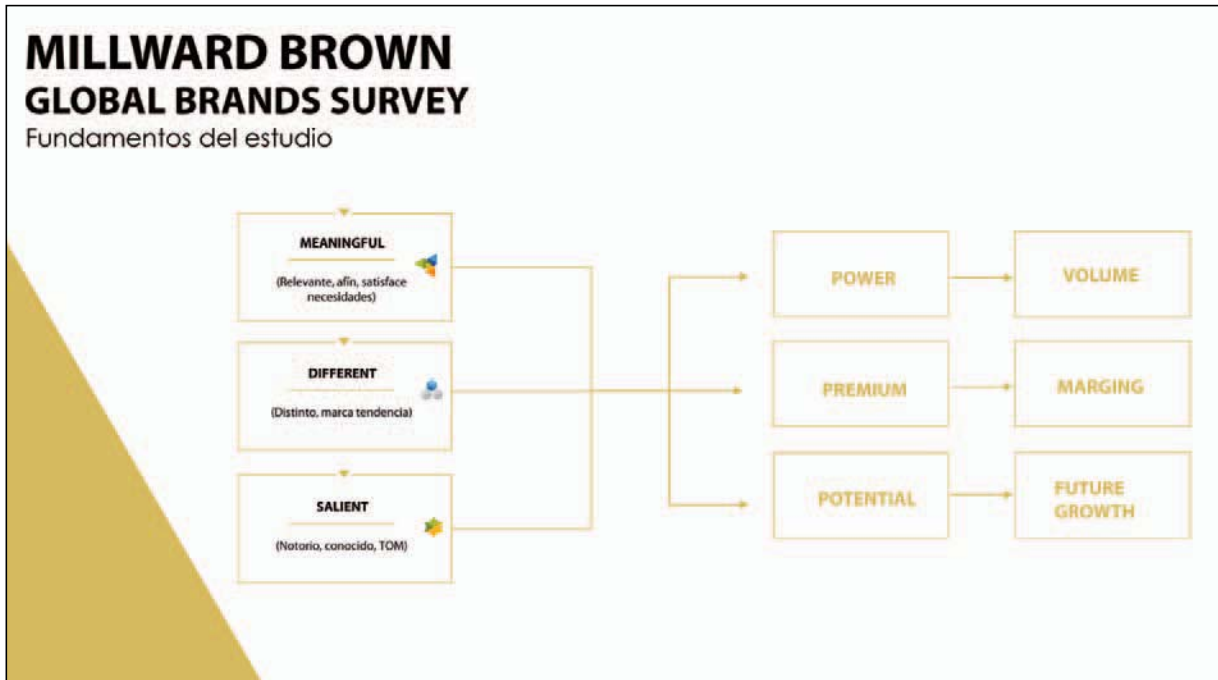 MILLWARD BROWN
GLOBAL BRANDS SURVEY
Fundamentos del estudio
MEANINGFUL
(Relevante, afín, satisface
necesidades)
DIFFERENT
(Distinto, marca tendencia)
SALIENT
(Notorio, conocido, TOM)
POWER
VOLUME
PREMIUM
MARGING
POTENTIAL
FUTURE
GROWTH